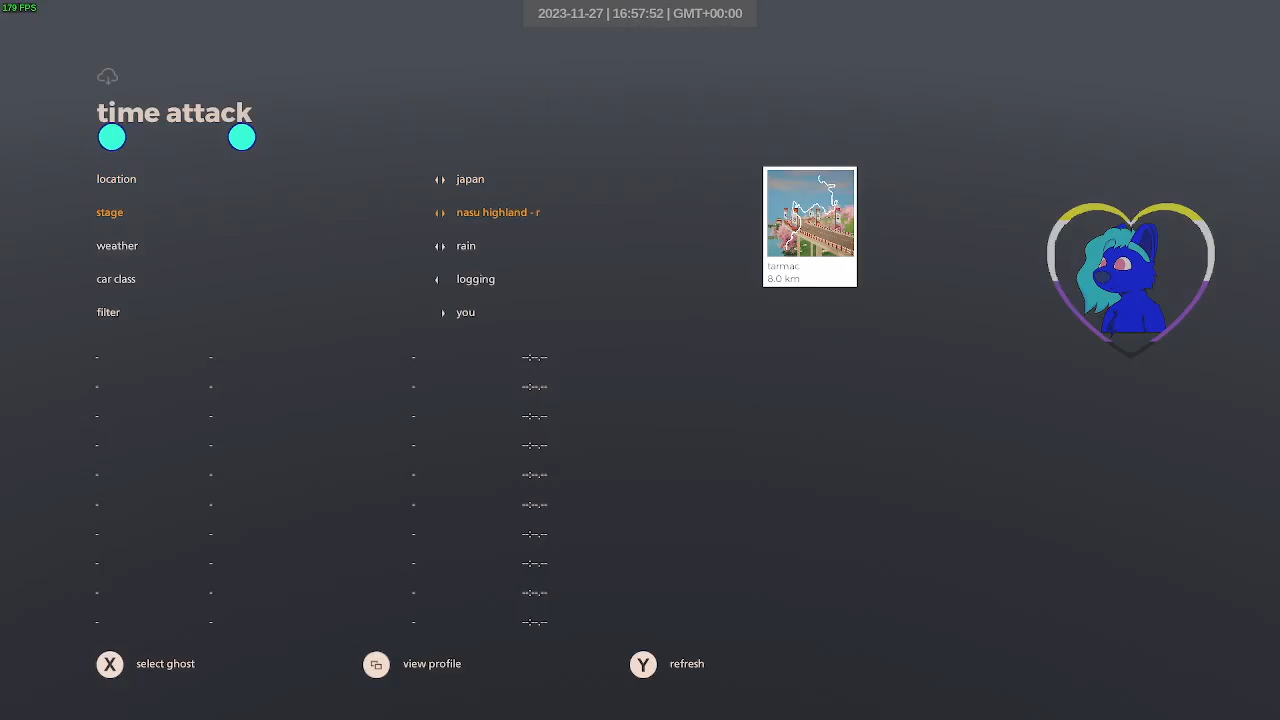 179 FPS
2023-11-27 | 16:57:52 | GMT+00:00
time attack
location japan
stage nasu highland - r
weather rain
car class logging
filter you
tarmac
8.0 km
- - - --:--.--
- - - --:--.--
- - - --:--.--
- - - --:--.--
- - - --:--.--
- - - --:--.--
- - - --:--.--
- - - --:--.--
- - - --:--.--
- - - --:--.--
X select ghost view profile Y refresh